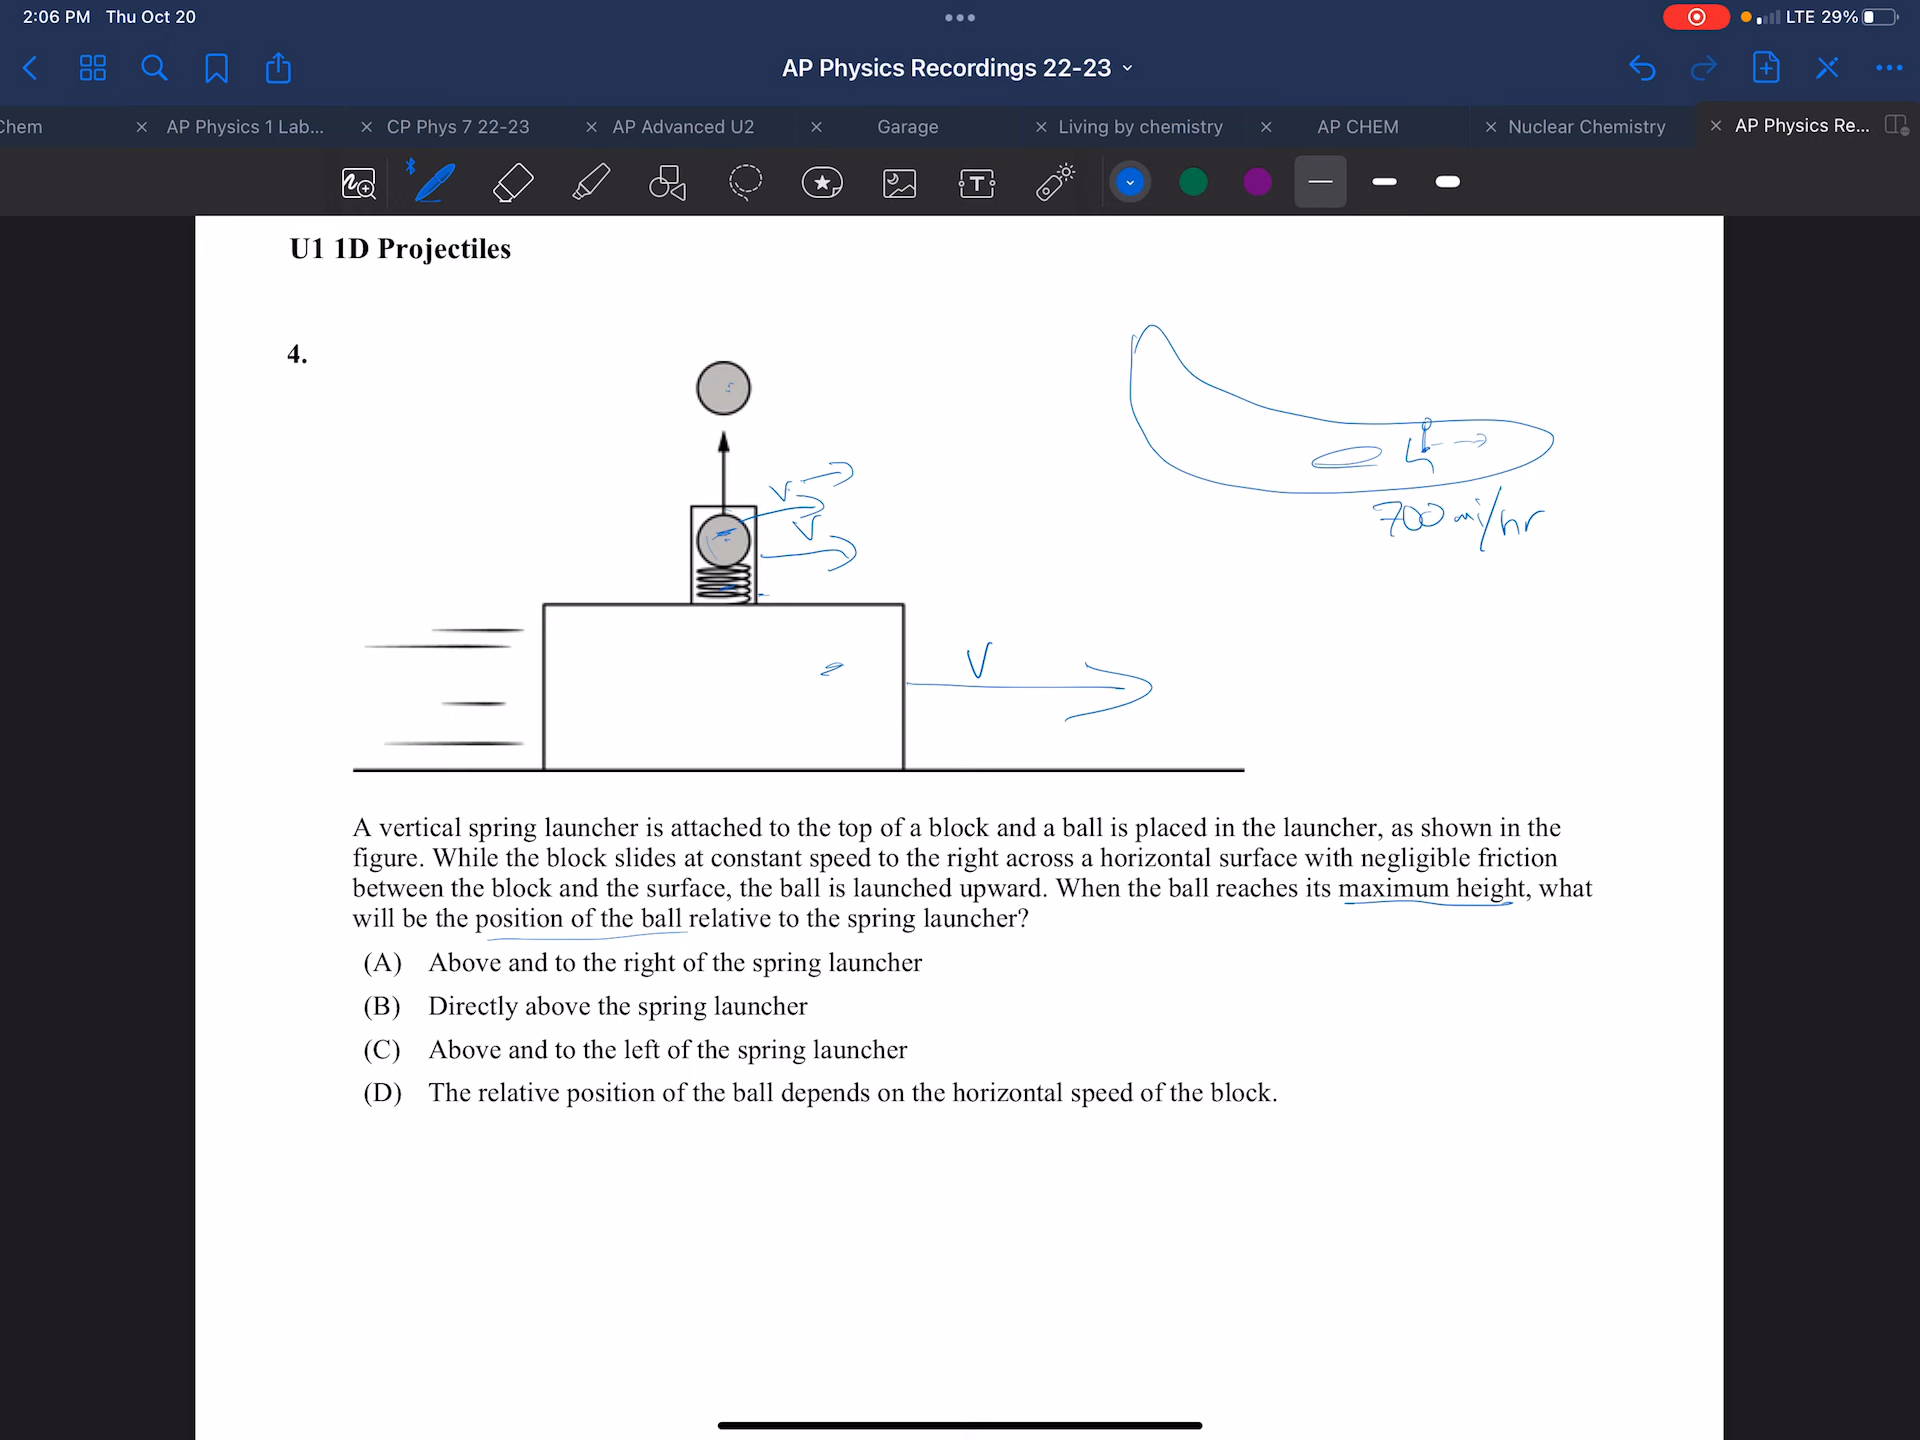 2:06 PM Thu Oct 20
LTE 29%
AP Physics Recordings 22-23
Chem
AP Physics 1 Lab...
CP Phys 7 22-23
AP Advanced U2
Garage
Living by chemistry
AP CHEM
Nuclear Chemistry
AP Physics Re...
U1 1D Projectiles
4.
V
V
700 mi/hr
V
A vertical spring launcher is attached to the top of a block and a ball is placed in the launcher, as shown in the
figure. While the block slides at constant speed to the right across a horizontal surface with negligible friction
between the block and the surface, the ball is launched upward. When the ball reaches its maximum height, what
will be the position of the ball relative to the spring launcher?
(A) Above and to the right of the spring launcher
(B) Directly above the spring launcher
(C) Above and to the left of the spring launcher
(D) The relative position of the ball depends on the horizontal speed of the block.